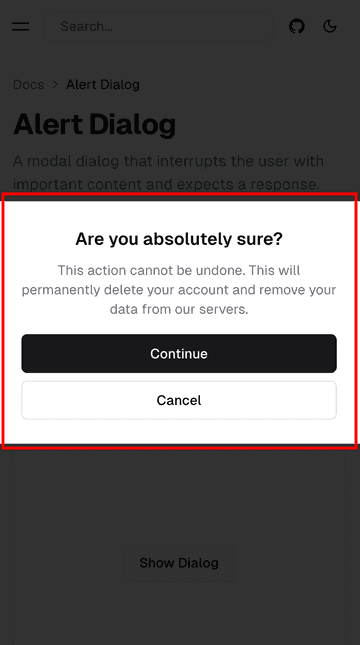 Search...
Docs > Alert Dialog
Alert Dialog
A modal dialog that interrupts the user with
important content and expects a response.
Are you absolutely sure?
This action cannot be undone. This will
permanently delete your account and remove your
data from our servers.
Continue
Cancel
Show Dialog